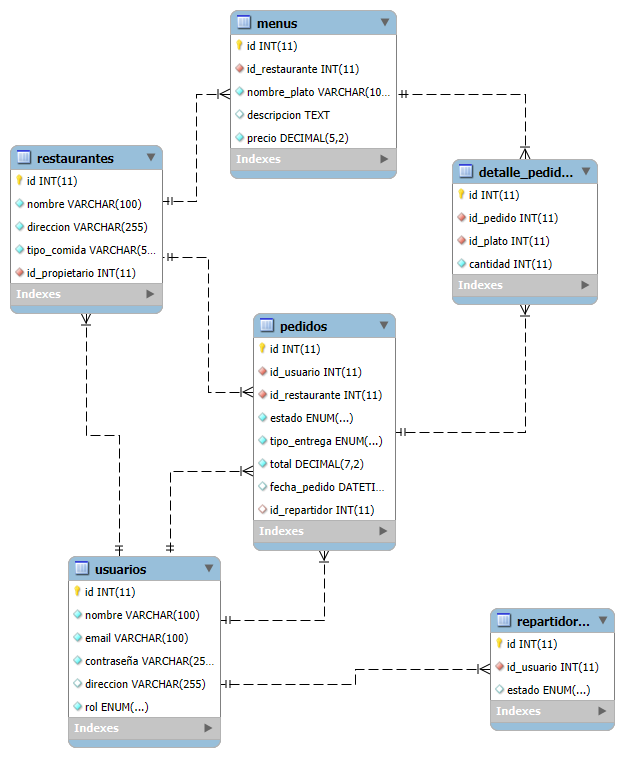 menus
id INT(11)
id_restaurante INT(11)
nombre_plato VARCHAR(10...
descripcion TEXT
precio DECIMAL(5,2)
Indexes
restaurantes
id INT(11)
nombre VARCHAR(100)
direccion VARCHAR(255)
tipo_comida VARCHAR(5...
id_propietario INT(11)
Indexes
detalle_pedid...
id INT(11)
id_pedido INT(11)
id_plato INT(11)
cantidad INT(11)
Indexes
pedidos
id INT(11)
id_usuario INT(11)
id_restaurante INT(11)
estado ENUM(...)
tipo_entrega ENUM(...)
total DECIMAL(7,2)
fecha_pedido DATETI...
id_repartidor INT(11)
Indexes
usuarios
id INT(11)
nombre VARCHAR(100)
email VARCHAR(100)
contraseña VARCHAR(25...
direccion VARCHAR(255)
rol ENUM(...)
Indexes
repartidor...
id INT(11)
id_usuario INT(11)
estado ENUM(...)
Indexes